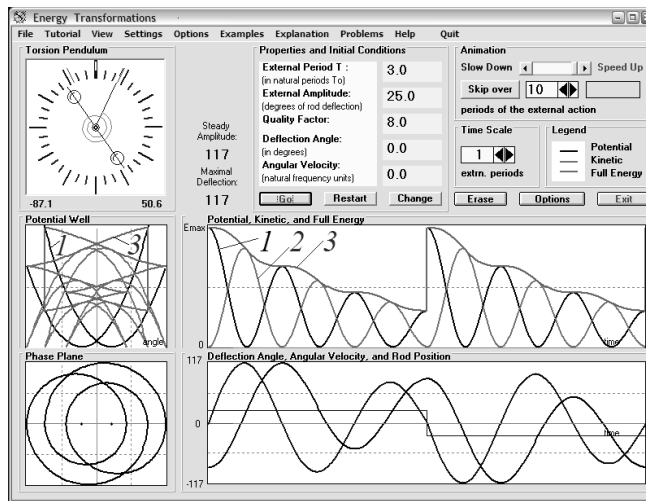 Energy Transformations
File Tutorial View Settings Options Examples Explanation Problems Help Quit
Torsion Pendulum
-87.1 50.6
Steady
Amplitude:
117
Maximal
Deflection:
117
Properties and Initial Conditions
External Period T :
(in natural periods To)
3.0
External Amplitude:
(degrees of rod deflection)
25.0
Quality Factor:
8.0
Deflection Angle:
(in degrees)
0.0
Angular Velocity:
(natural frequency units)
0.0
!Go! Restart Change
Animation
Slow Down Speed Up
Skip over 10
periods of the external action
Time Scale
1
extrn. periods
Legend
Potential
Kinetic
Full Energy
Erase Options Exit
Potential Well
1 3
angle
Potential, Kinetic, and Full Energy
Emax
1 2 3
0
time
Phase Plane
Deflection Angle, Angular Velocity, and Rod Position
117
0
-117
time